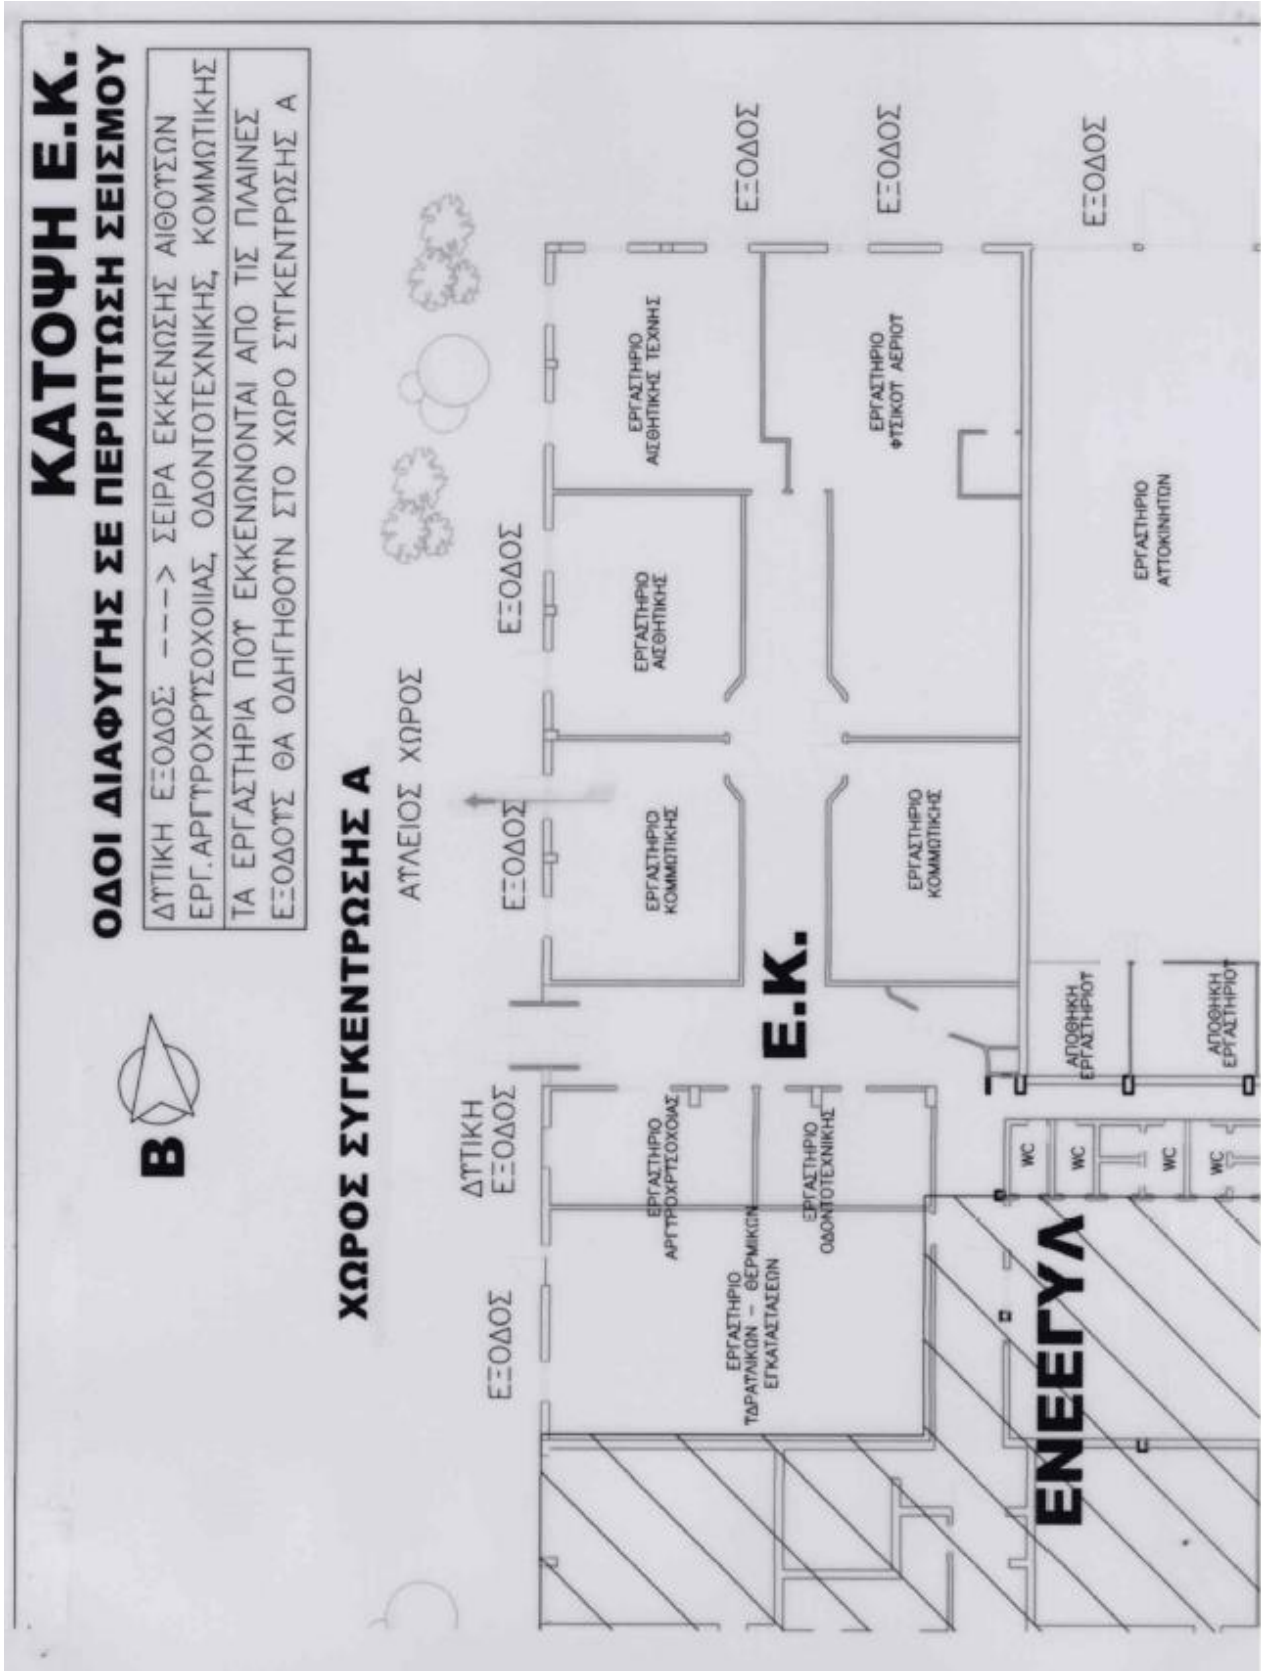 ΚΑΤΟΨΗ Ε.Κ.
ΟΔΟΙ ΔΙΑΦΥΓΗΣ ΣΕ ΠΕΡΙΠΤΩΣΗ ΣΕΙΣΜΟΥ
ΔΥΤΙΚΗ ΕΞΟΔΟΣ: ---> ΣΕΙΡΑ ΕΚΚΕΝΩΣΗΣ ΑΙΘΟΥΣΩΝ
ΕΡΓ.ΑΡΓΥΡΟΧΡΥΣΟΧΟΙΑΣ, ΟΔΟΝΤΟΤΕΧΝΙΚΗΣ, ΚΟΜΜΩΤΙΚΗΣ
ΤΑ ΕΡΓΑΣΤΗΡΙΑ ΠΟΥ ΕΚΚΕΝΩΝΟΝΤΑΙ ΑΠΟ ΤΙΣ ΠΛΑΙΝΕΣ
ΕΞΟΔΟΥΣ ΘΑ ΟΔΗΓΗΘΟΥΝ ΣΤΟ ΧΩΡΟ ΣΥΓΚΕΝΤΡΩΣΗΣ Α
Β
ΧΩΡΟΣ ΣΥΓΚΕΝΤΡΩΣΗΣ Α
ΑΥΛΕΙΟΣ ΧΩΡΟΣ
ΕΞΟΔΟΣ
ΔΥΤΙΚΗ
ΕΞΟΔΟΣ
ΕΞΟΔΟΣ
ΕΞΟΔΟΣ
ΕΡΓΑΣΤΗΡΙΟ
ΑΡΓΥΡΟΧΡΥΣΟΧΟΙΑΣ
ΕΡΓΑΣΤΗΡΙΟ
ΚΟΜΜΩΤΙΚΗΣ
ΕΡΓΑΣΤΗΡΙΟ
ΑΙΣΘΗΤΙΚΗΣ
ΕΡΓΑΣΤΗΡΙΟ
ΑΙΣΘΗΤΙΚΗΣ ΤΕΧΝΗΣ
ΕΞΟΔΟΣ
ΕΡΓΑΣΤΗΡΙΟ
ΥΔΡΑΥΛΙΚΩΝ - ΘΕΡΜΙΚΩΝ
ΕΓΚΑΤΑΣΤΑΣΕΩΝ
ΕΡΓΑΣΤΗΡΙΟ
ΟΔΟΝΤΟΤΕΧΝΙΚΗΣ
Ε.Κ.
ΕΡΓΑΣΤΗΡΙΟ
ΚΟΜΜΩΤΙΚΗΣ
ΕΡΓΑΣΤΗΡΙΟ
ΦΥΣΙΚΟΥ ΑΕΡΙΟΥ
ΕΞΟΔΟΣ
ΕΝΕΕΓΥΛ
WC
WC
WC
WC
ΑΠΟΘΗΚΗ
ΕΡΓΑΣΤΗΡΙΟΥ
ΑΠΟΘΗΚΗ
ΕΡΓΑΣΤΗΡΙΟΥ
ΕΡΓΑΣΤΗΡΙΟ
ΑΥΤΟΚΙΝΗΤΩΝ
ΕΞΟΔΟΣ